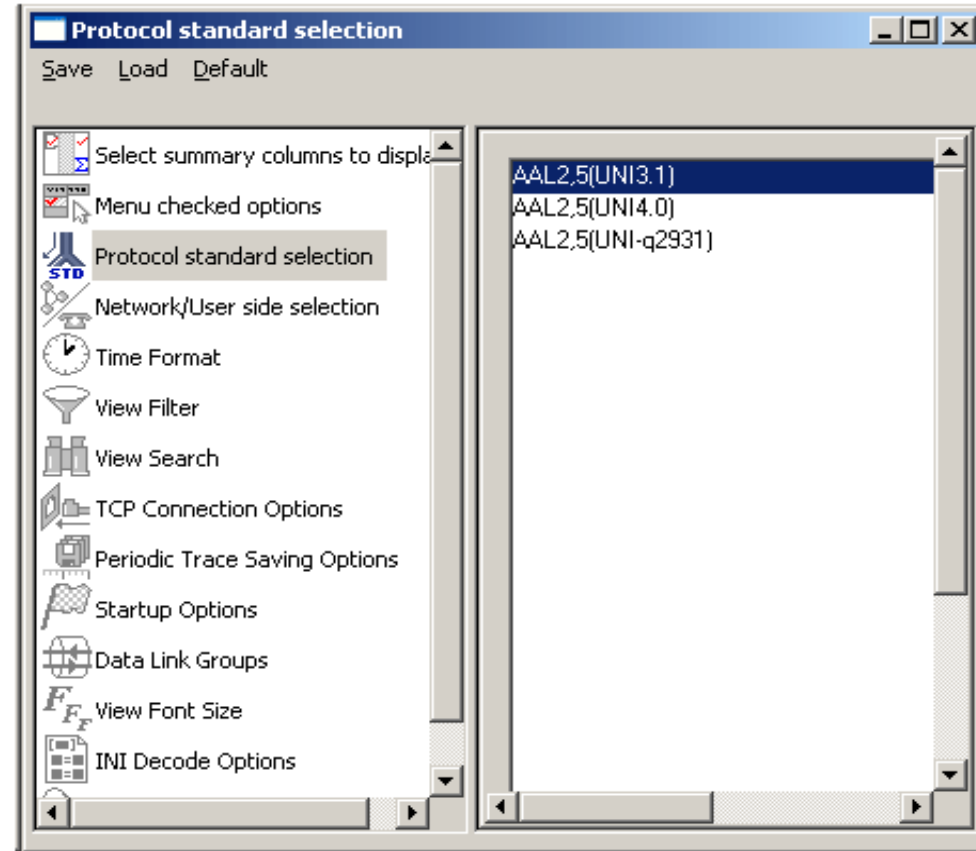 Protocol standard selection
Save Load Default
Select summary columns to displa
Menu checked options
STD
Protocol standard selection
Network/User side selection
Time Format
View Filter
View Search
TCP Connection Options
Periodic Trace Saving Options
Startup Options
Data Link Groups
FFF View Font Size
INI Decode Options
AAL2,5(UNI3.1)
AAL2,5(UNI4.0)
AAL2,5(UNI-q2931)